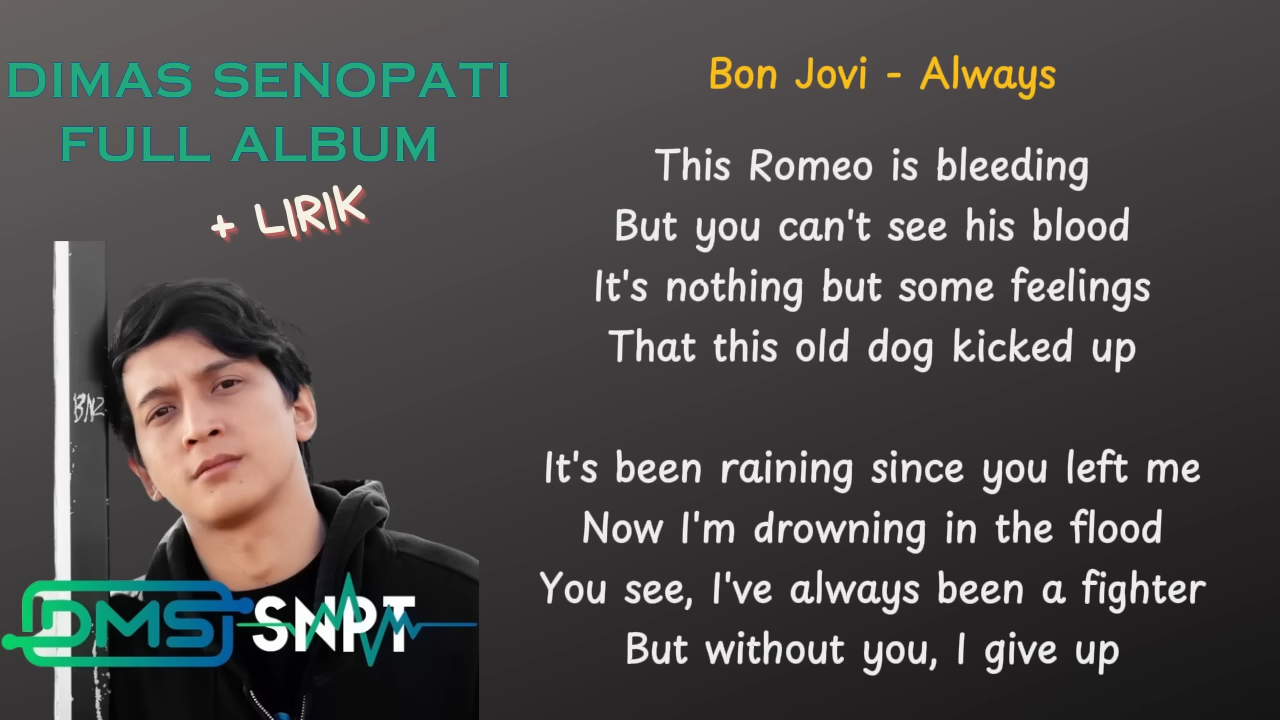 DIMAS SENOPATI
FULL ALBUM
+ LIRIK
BNZ
DMS SNPT
Bon Jovi - Always
This Romeo is bleeding
But you can't see his blood
It's nothing but some feelings
That this old dog kicked up
It's been raining since you left me
Now I'm drowning in the flood
You see, I've always been a fighter
But without you, I give up